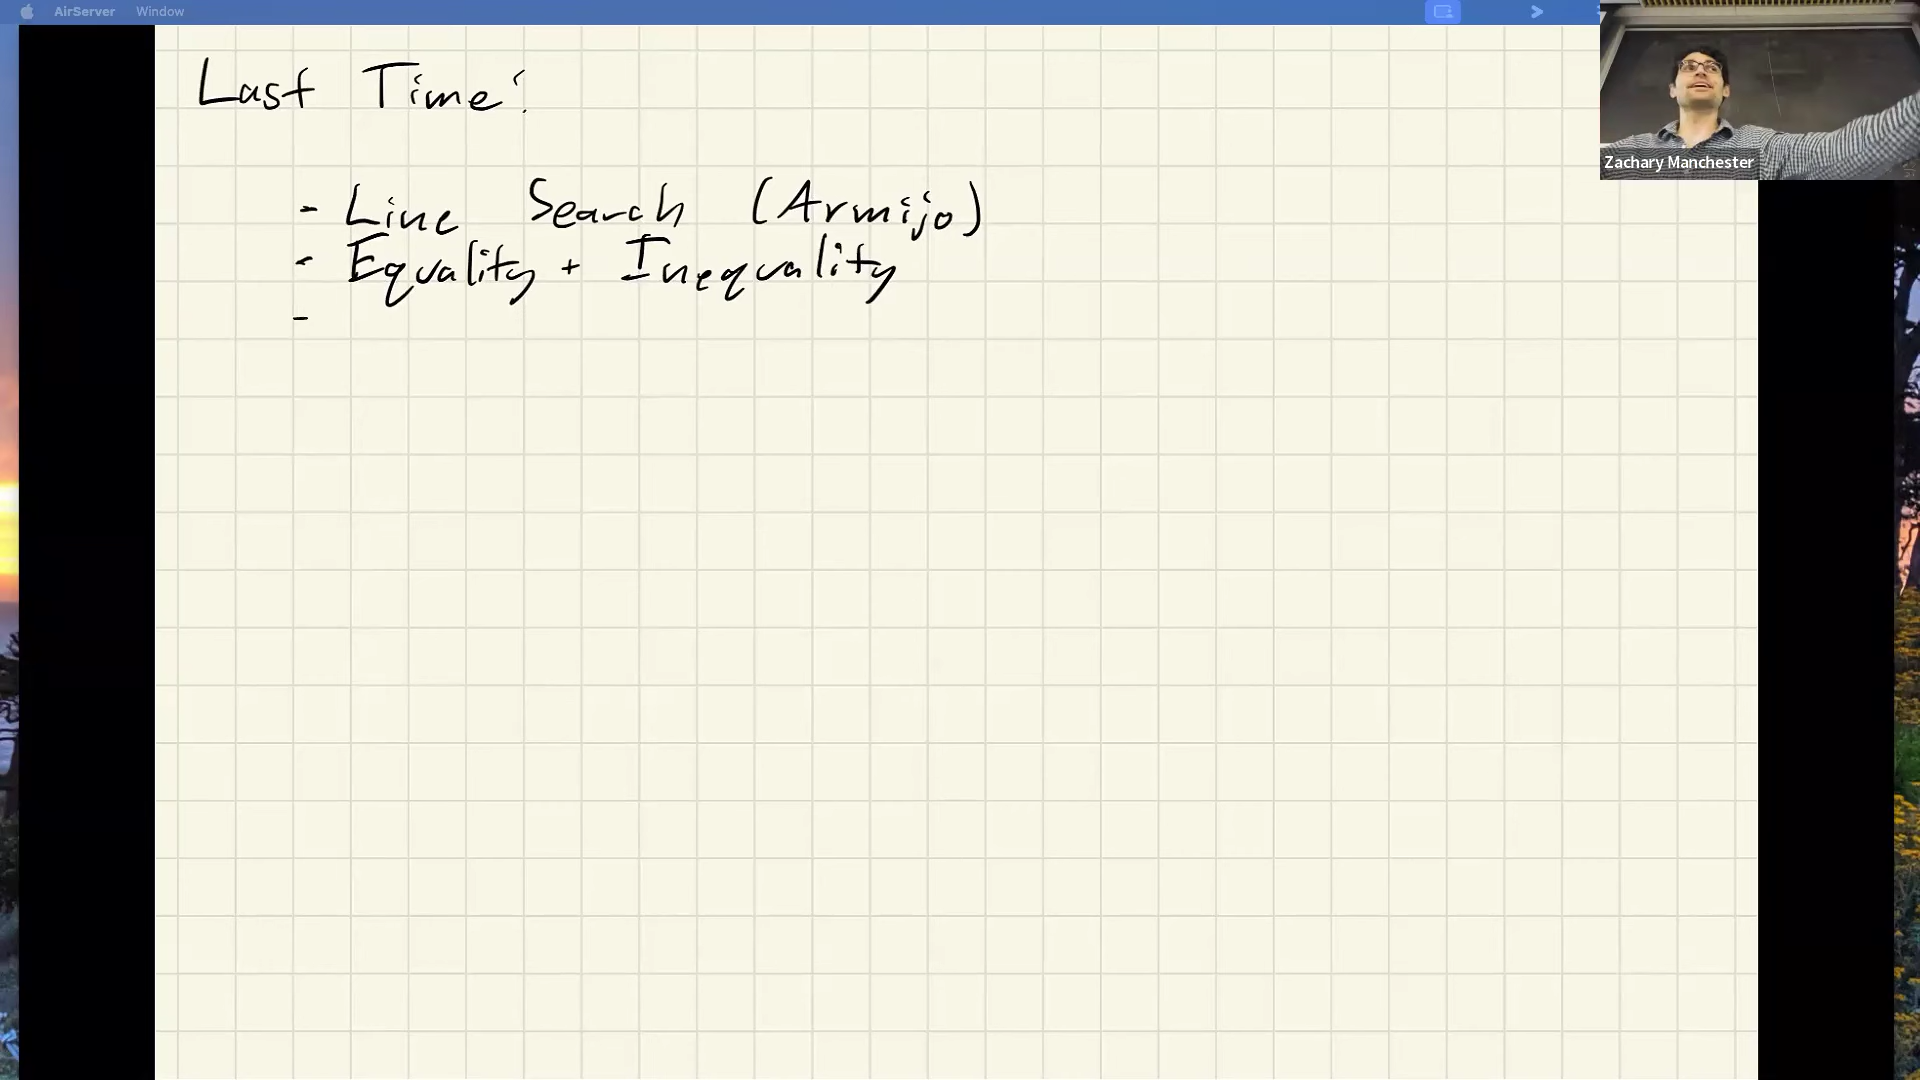 AirServer Window
Last Time:
- Line Search (Armijo)
- Equality + Inequality
-
Zachary Manchester